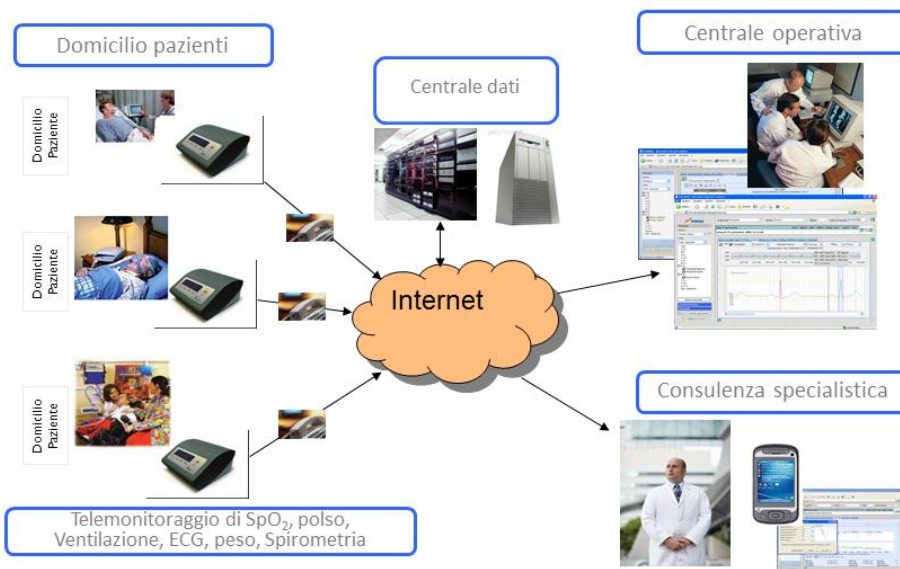 Domicilio pazienti
Centrale dati
Centrale operativa
Domicilio
Paziente
Domicilio
Paziente
Internet
Domicilio
Paziente
Consulenza specialistica
Telemonitoraggio di SpO₂, polso,
Ventilazione, ECG, peso, Spirometria